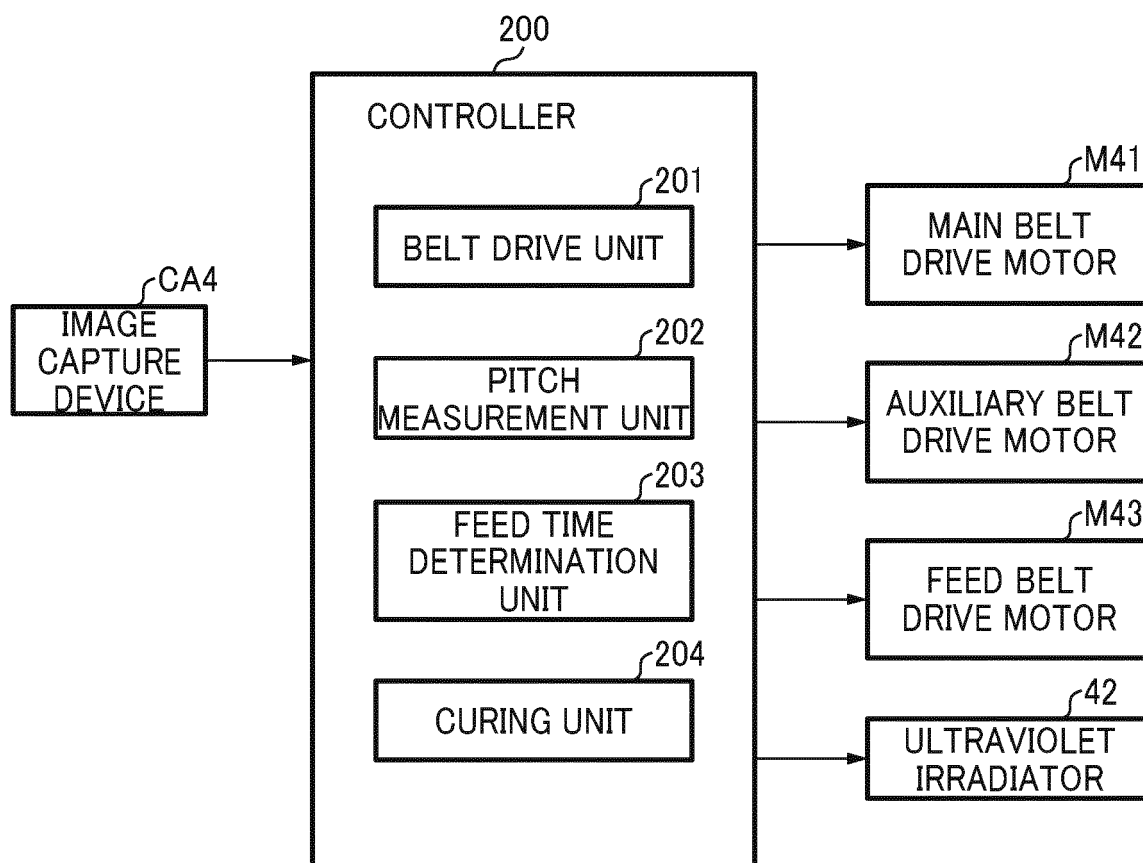 200
CONTROLLER
201
BELT DRIVE UNIT
202
PITCH
MEASUREMENT UNIT
203
FEED TIME
DETERMINATION
UNIT
204
CURING UNIT
CA4
IMAGE
CAPTURE
DEVICE
M41
MAIN BELT
DRIVE MOTOR
M42
AUXILIARY BELT
DRIVE MOTOR
M43
FEED BELT
DRIVE MOTOR
42
ULTRAVIOLET
IRRADIATOR